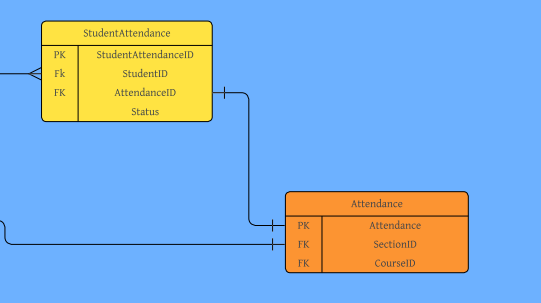 StudentAttendance
PK StudentAttendanceID
Fk StudentID
FK AttendanceID
Status
Attendance
PK Attendance
FK SectionID
FK CourseID